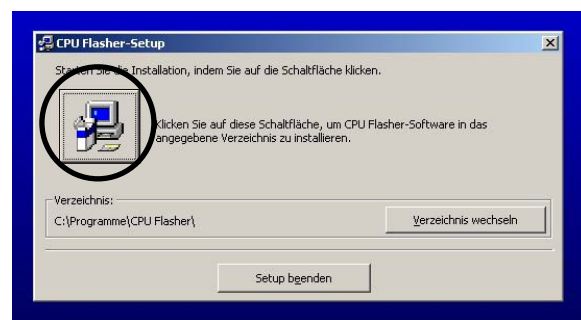 CPU Flasher-Setup
Starten Sie die Installation, indem Sie auf die Schaltfläche klicken.
Klicken Sie auf diese Schaltfläche, um CPU Flasher-Software in das
angegebene Verzeichnis zu installieren.
Verzeichnis:
C:\Programme\CPU Flasher\
Verzeichnis wechseln
Setup beenden